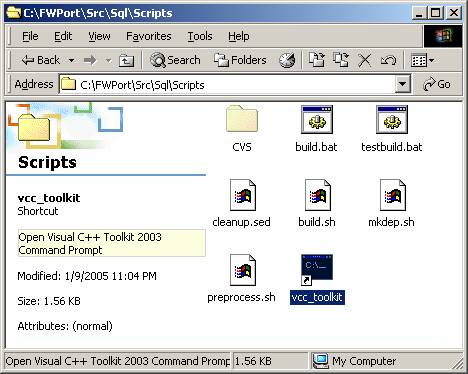 C:\FWPort\Src\Sql\Scripts
File Edit View Favorites Tools Help
Back Search Folders
Address C:\FWPort\Src\Sql\Scripts Go
Scripts
vcc_toolkit
Shortcut
Open Visual C++ Toolkit 2003
Command Prompt
Modified: 1/9/2005 11:04 PM
Size: 1.56 KB
Attributes: (normal)
CVS build.bat testbuild.bat
cleanup.sed build.sh mkdep.sh
C:\_
preprocess.sh vcc_toolkit
Open Visual C++ Toolkit 2003 Command Promp 1.56 KB My Computer